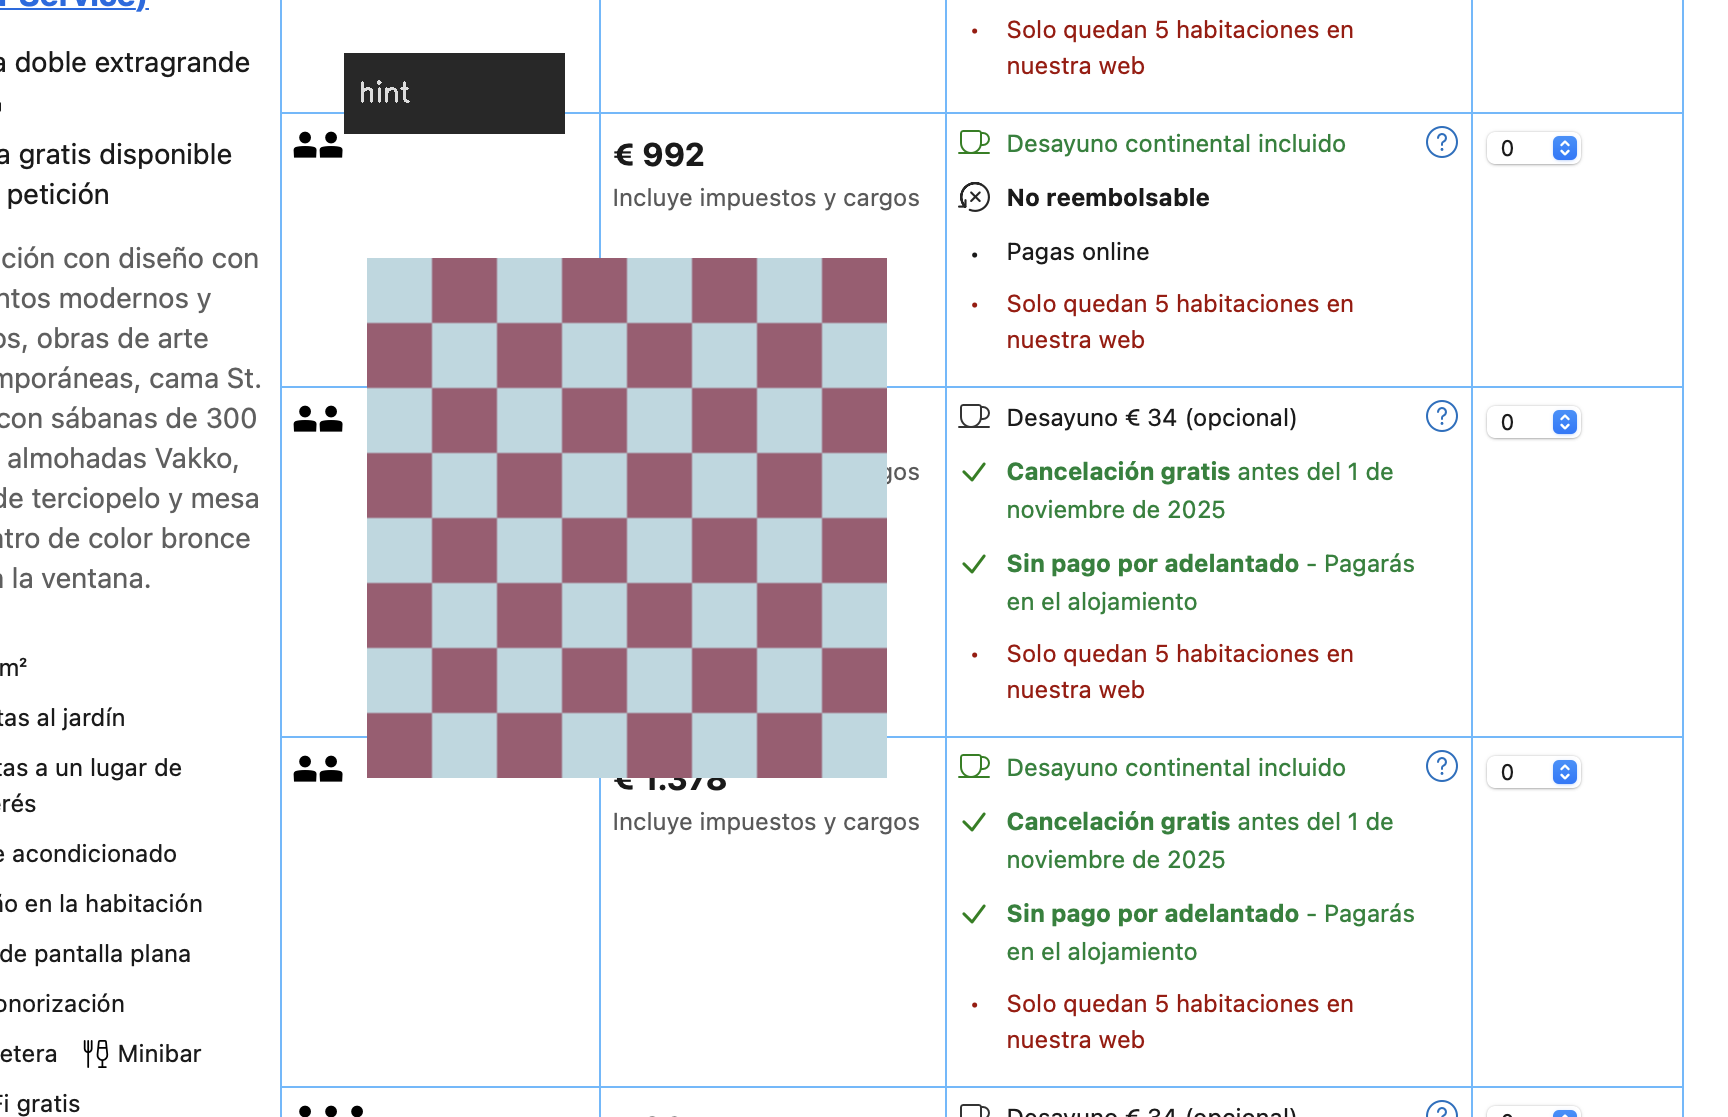 a doble extragrande
a gratis disponible
petición
ción con diseño con
ntos modernos y
os, obras de arte
mporáneas, cama St.
con sábanas de 300
almohadas Vakko,
de terciopelo y mesa
ntro de color bronce
la ventana.
m²
tas al jardín
tas a un lugar de
erés
e acondicionado
ño en la habitación
de pantalla plana
onorización
etera Minibar
Fi gratis
hint
Solo quedan 5 habitaciones en
nuestra web
€ 992
Incluye impuestos y cargos
Desayuno continental incluido
No reembolsable
• Pagas online
• Solo quedan 5 habitaciones en
nuestra web
0
gos
Desayuno € 34 (opcional)
Cancelación gratis antes del 1 de
noviembre de 2025
Sin pago por adelantado - Pagarás
en el alojamiento
• Solo quedan 5 habitaciones en
nuestra web
0
€ 1.378
Incluye impuestos y cargos
Desayuno continental incluido
Cancelación gratis antes del 1 de
noviembre de 2025
Sin pago por adelantado - Pagarás
en el alojamiento
• Solo quedan 5 habitaciones en
nuestra web
0
Desayuno € 34 (opcional)